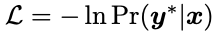 ℒ = − ln Pr(y*|x)